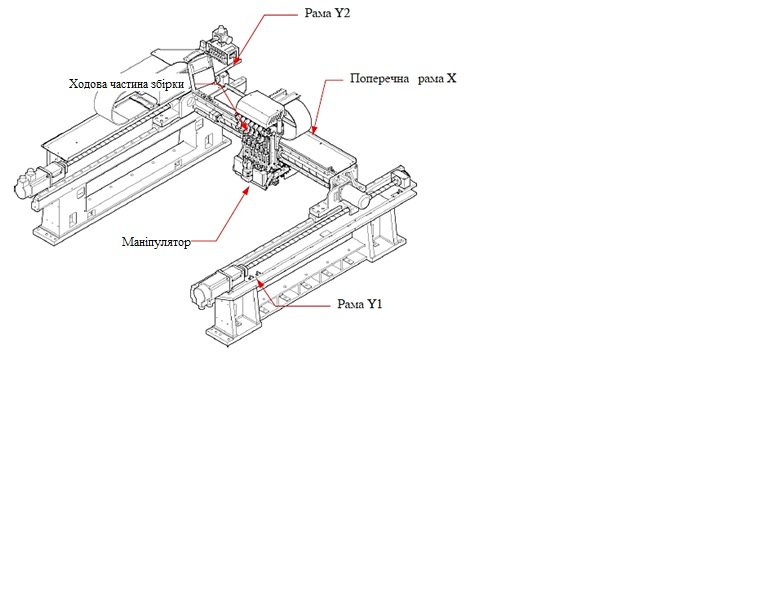 Рама Y2
Ходова частина збірки
Поперечна рама X
Маніпулятор
Рама Y1